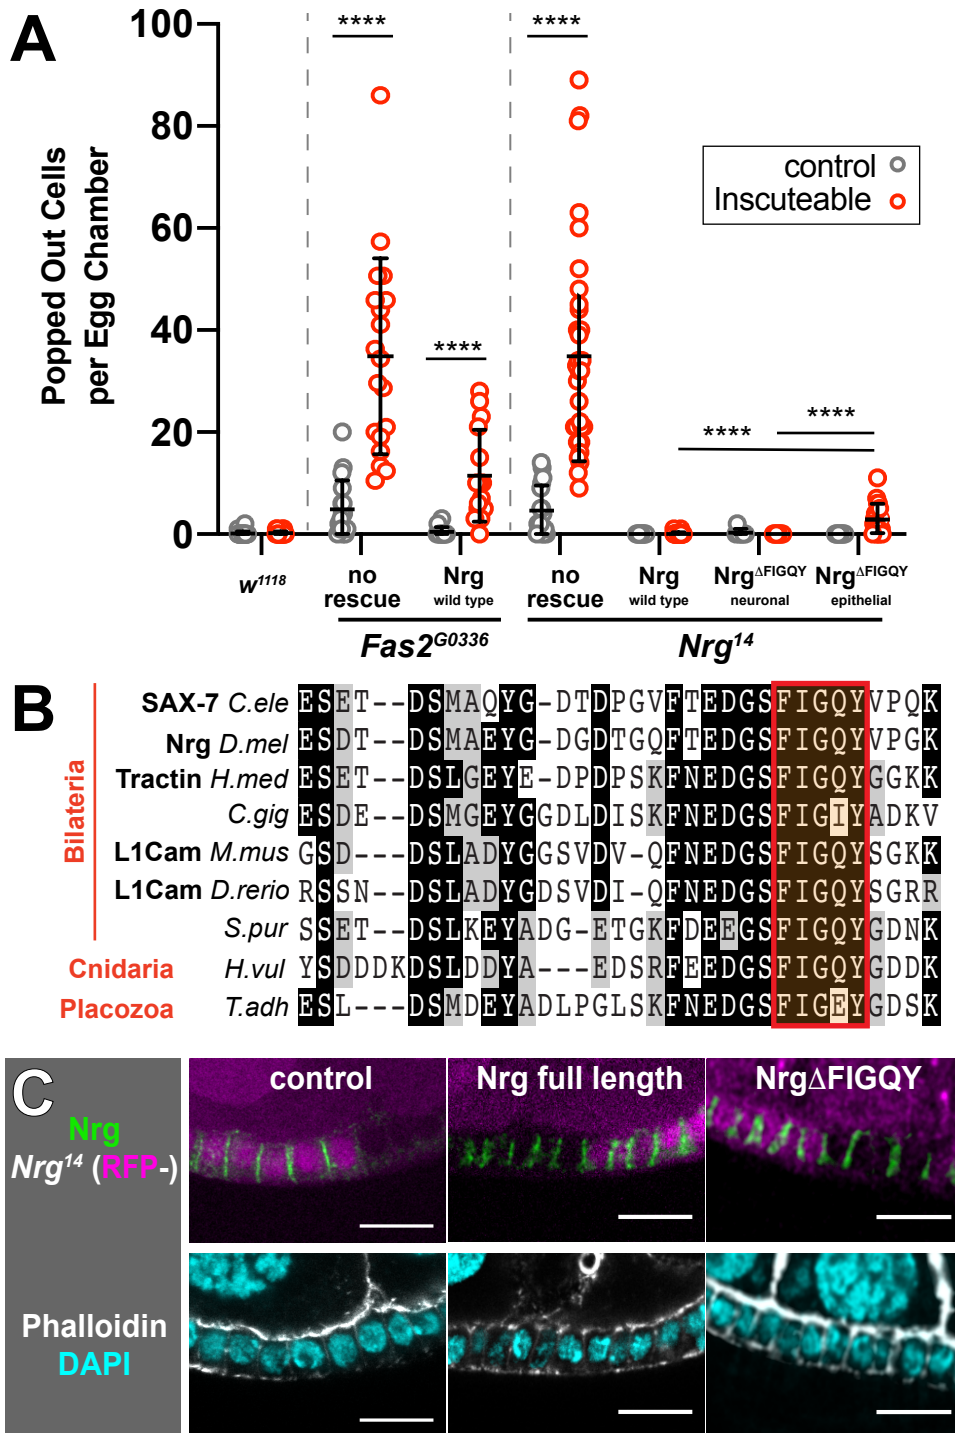 A
Popped Out Cells
per Egg Chamber
100
80
60
40
20
0
****
****
****
****
****
control
Inscuteable
w1118
no
rescue
Nrg
wild type
no
rescue
Nrg
wild type
NrgΔFIGQY
neuronal
NrgΔFIGQY
epithelial
Fas2G0336
Nrg14
B
Bilateria
SAX-7 C.ele ESET--DSMAQYG-DTDPGVFTEDGSFIGQYVPQK
Nrg D.mel ESDT--DSMAEYG-DGDTGQFTEDGSFIGQYVPGK
Tractin H.med ESET--DSLGEYE-DPDPSKFNEDGSFIGQYGGKK
C.gig ESDE--DSMGEYGGDLDISKFNEDGSFIGIYADKV
L1Cam M.mus GSD---DSLADYGGSVDV-QFNEDGSFIGQYSGKK
L1Cam D.rerio RSSN--DSLADYGDSVDI-QFNEDGSFIGQYSGRR
S.pur SSET--DSLKEYADG-ETGKFDEEGSFIGQYGDNK
Cnidaria H.vul YSDDDKDSLDDYA---EDSRFEEDGSFIGQYGDDK
Placozoa T.adh ESL---DSMDEYADLPGLSKFNEDGSFIGEYGDSK
C
Nrg
Nrg14 (RFP-)
control
Nrg full length
NrgΔFIGQY
Phalloidin
DAPI